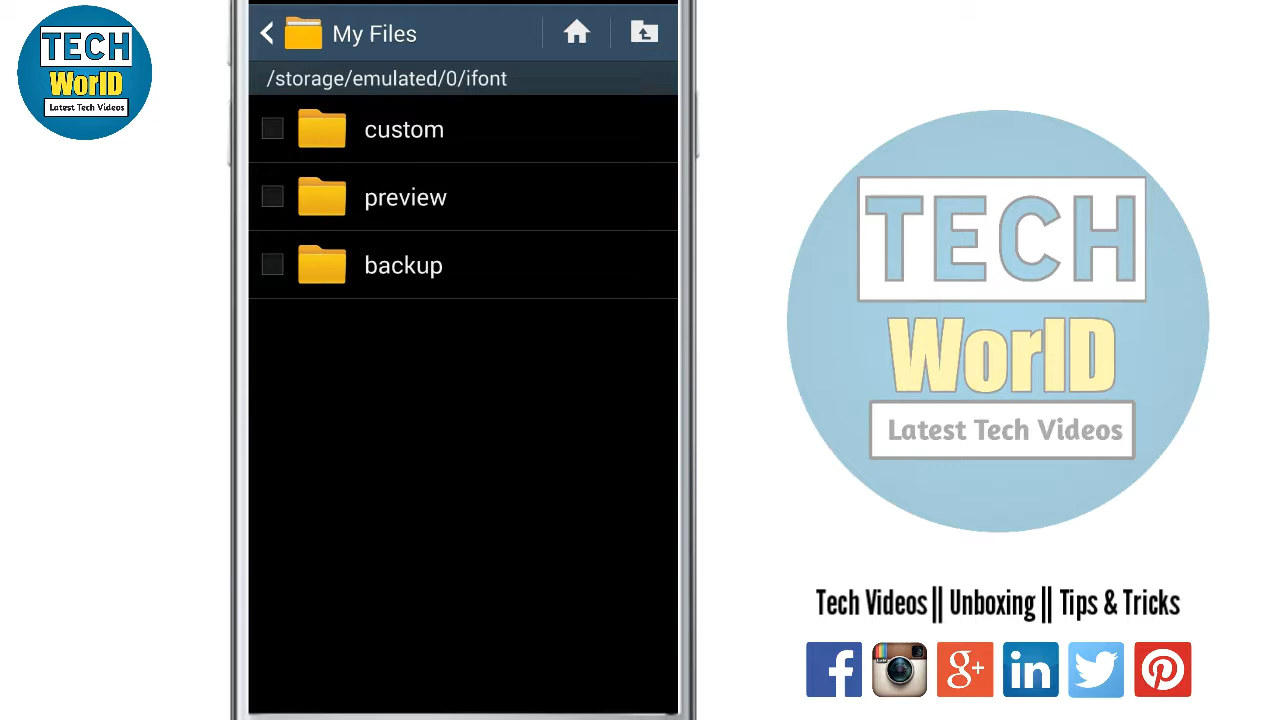 TECH
WorlD
Latest Tech Videos
My Files
/storage/emulated/0/ifont
custom
preview
backup
TECH
WorlD
Latest Tech Videos
Tech Videos || Unboxing || Tips & Tricks
f
g+
in